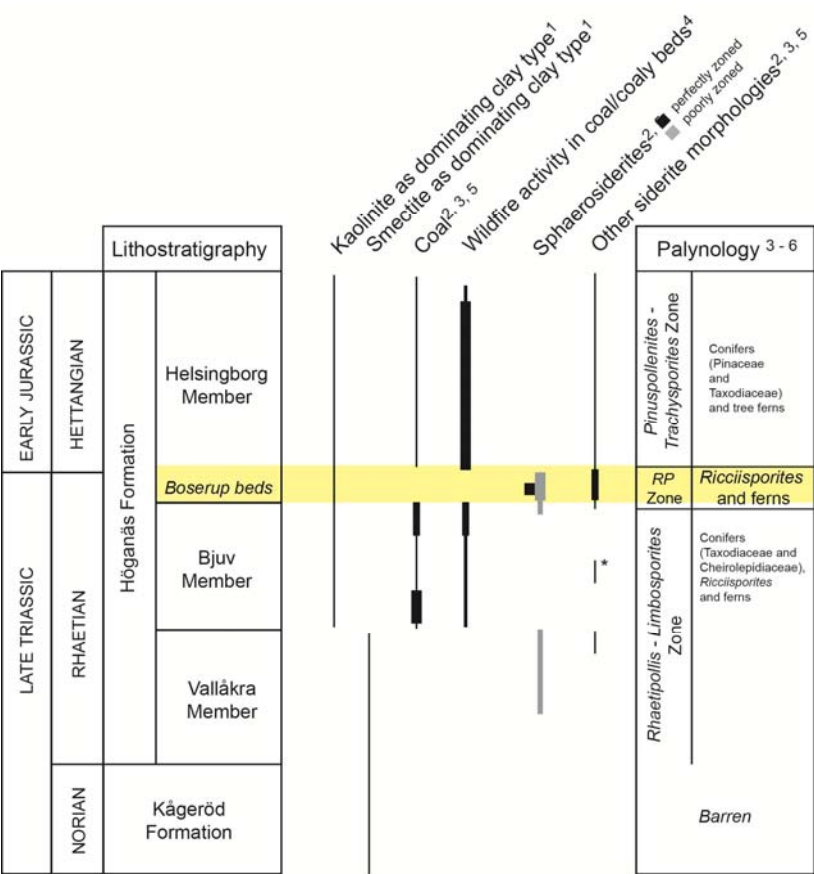 Kaolinite as dominating clay type1
Smectite as dominating clay type1
Coal2, 3, 5
Wildfire activity in coal/coaly beds4
Sphaerosiderites2,
perfectly zoned
poorly zoned
Other siderite morphologies2, 3, 5
Lithostratigraphy
Palynology 3 - 6
EARLY JURASSIC
HETTANGIAN
Höganäs Formation
Helsingborg
Member
Pinuspollenites -
Trachysporites Zone
Conifers
(Pinaceae
and
Taxodiaceae)
and tree ferns
Boserup beds
RP
Zone
Ricciisporites
and ferns
LATE TRIASSIC
RHAETIAN
Bjuv
Member
*
Rhaetipollis - Limbosporites
Zone
Conifers
(Taxodiaceae and
Cheirolepidiaceae),
Ricciisporites
and ferns
Vallåkra
Member
NORIAN
Kågeröd
Formation
Barren